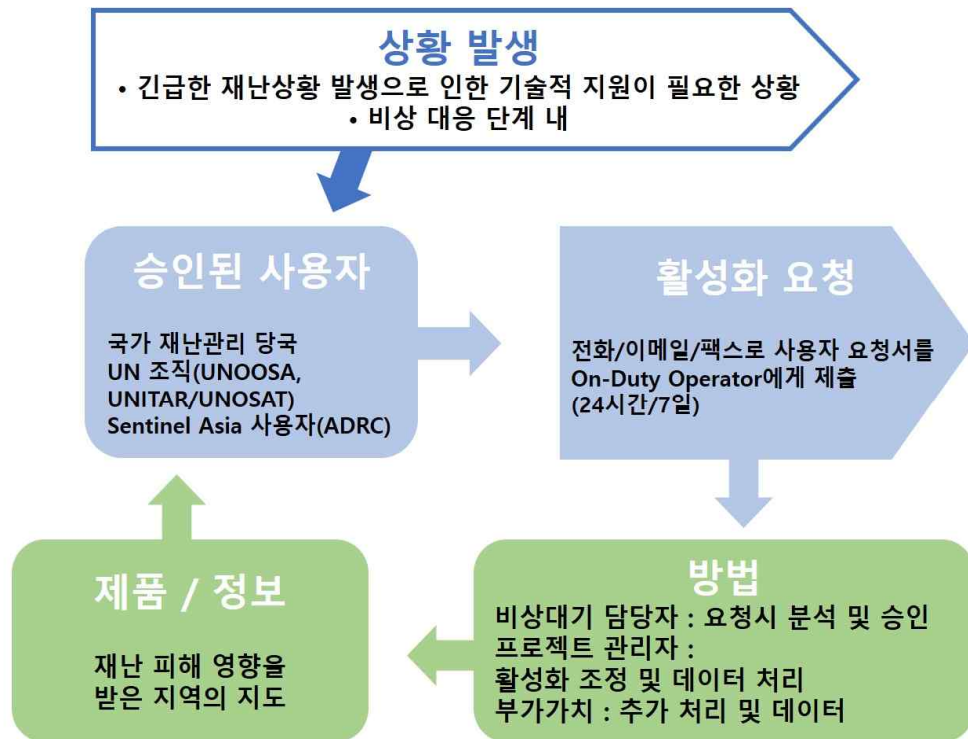 상황 발생
• 긴급한 재난상황 발생으로 인한 기술적 지원이 필요한 상황
• 비상 대응 단계 내
승인된 사용자
국가 재난관리 당국
UN 조직(UNOOSA,
UNITAR/UNOSAT)
Sentinel Asia 사용자(ADRC)
활성화 요청
전화/이메일/팩스로 사용자 요청서를
On-Duty Operator에게 제출
(24시간/7일)
방법
비상대기 담당자 : 요청시 분석 및 승인
프로젝트 관리자 :
활성화 조정 및 데이터 처리
부가가치 : 추가 처리 및 데이터
제품 / 정보
재난 피해 영향을
받은 지역의 지도